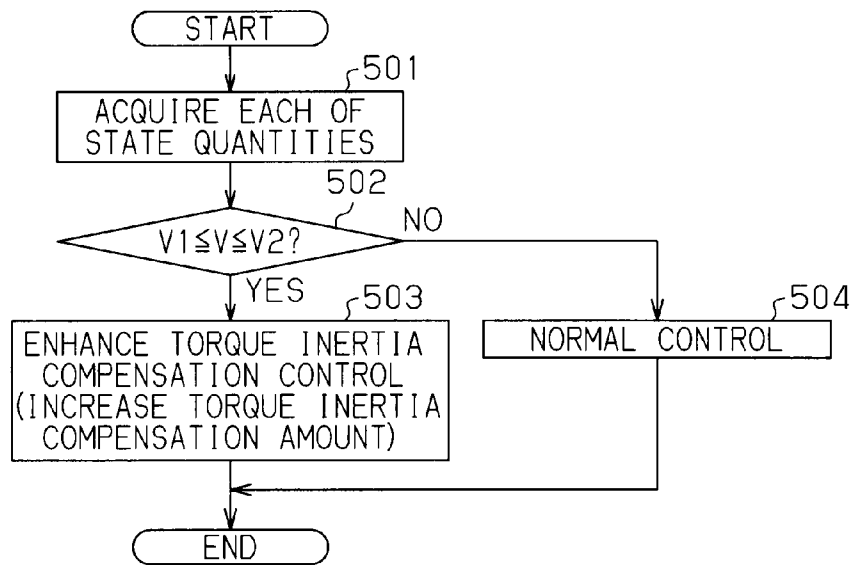 START
501
ACQUIRE EACH OF
STATE QUANTITIES
502
V1≦V≦V2?
NO
YES
503
ENHANCE TORQUE INERTIA
COMPENSATION CONTROL
(INCREASE TORQUE INERTIA
COMPENSATION AMOUNT)
504
NORMAL CONTROL
END